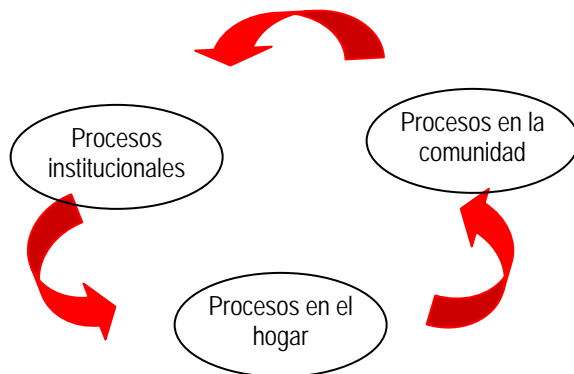 Procesos
institucionales
Procesos en la
comunidad
Procesos en el
hogar